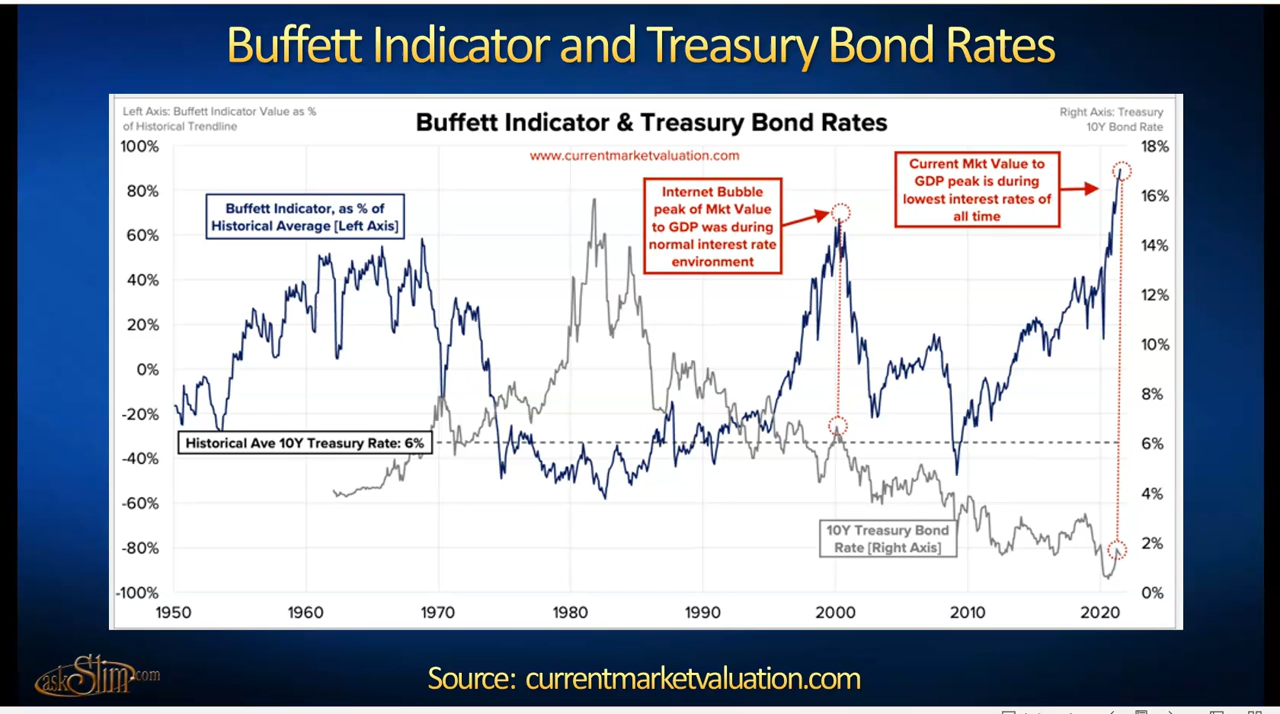 Buffett Indicator and Treasury Bond Rates
Left Axis: Buffett Indicator Value as %
of Historical Trendline
Buffett Indicator & Treasury Bond Rates
Right Axis: Treasury
10Y Bond Rate
www.currentmarketvaluation.com
100%
80%
60%
40%
20%
0%
-20%
-40%
-60%
-80%
-100%
18%
16%
14%
12%
10%
8%
6%
4%
2%
0%
Buffett Indicator, as % of
Historical Average [Left Axis]
Internet Bubble
peak of Mkt Value
to GDP was during
normal interest rate
environment
Current Mkt Value to
GDP peak is during
lowest interest rates of
all time
Historical Ave 10Y Treasury Rate: 6%
10Y Treasury Bond
Rate [Right Axis]
1950
1960
1970
1980
1990
2000
2010
2020
askSlim.com
Source: currentmarketvaluation.com